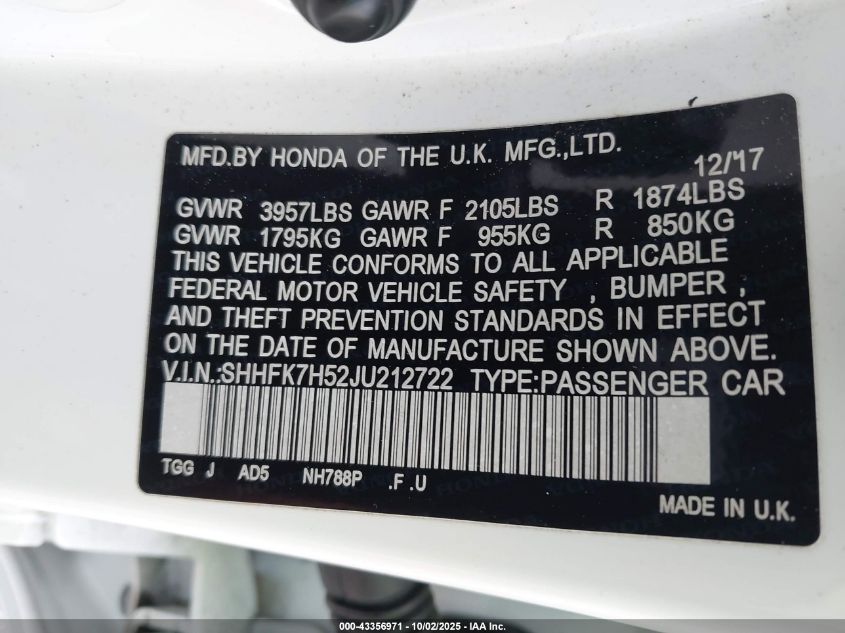 MFD.BY HONDA OF THE U.K. MFG.,LTD.
12/'17
GVWR 3957LBS GAWR F 2105LBS R 1874LBS
GVWR 1795KG GAWR F 955KG R 850KG
THIS VEHICLE CONFORMS TO ALL APPLICABLE
FEDERAL MOTOR VEHICLE SAFETY , BUMPER ,
AND THEFT PREVENTION STANDARDS IN EFFECT
ON THE DATE OF MANUFACTURE SHOWN ABOVE.
V.I.N.:SHHFK7H52JU212722 TYPE:PASSENGER CAR
TGG J AD5 NH788P .F .U
MADE IN U.K.
000-43356971 - 10/02/2025 - IAA Inc.